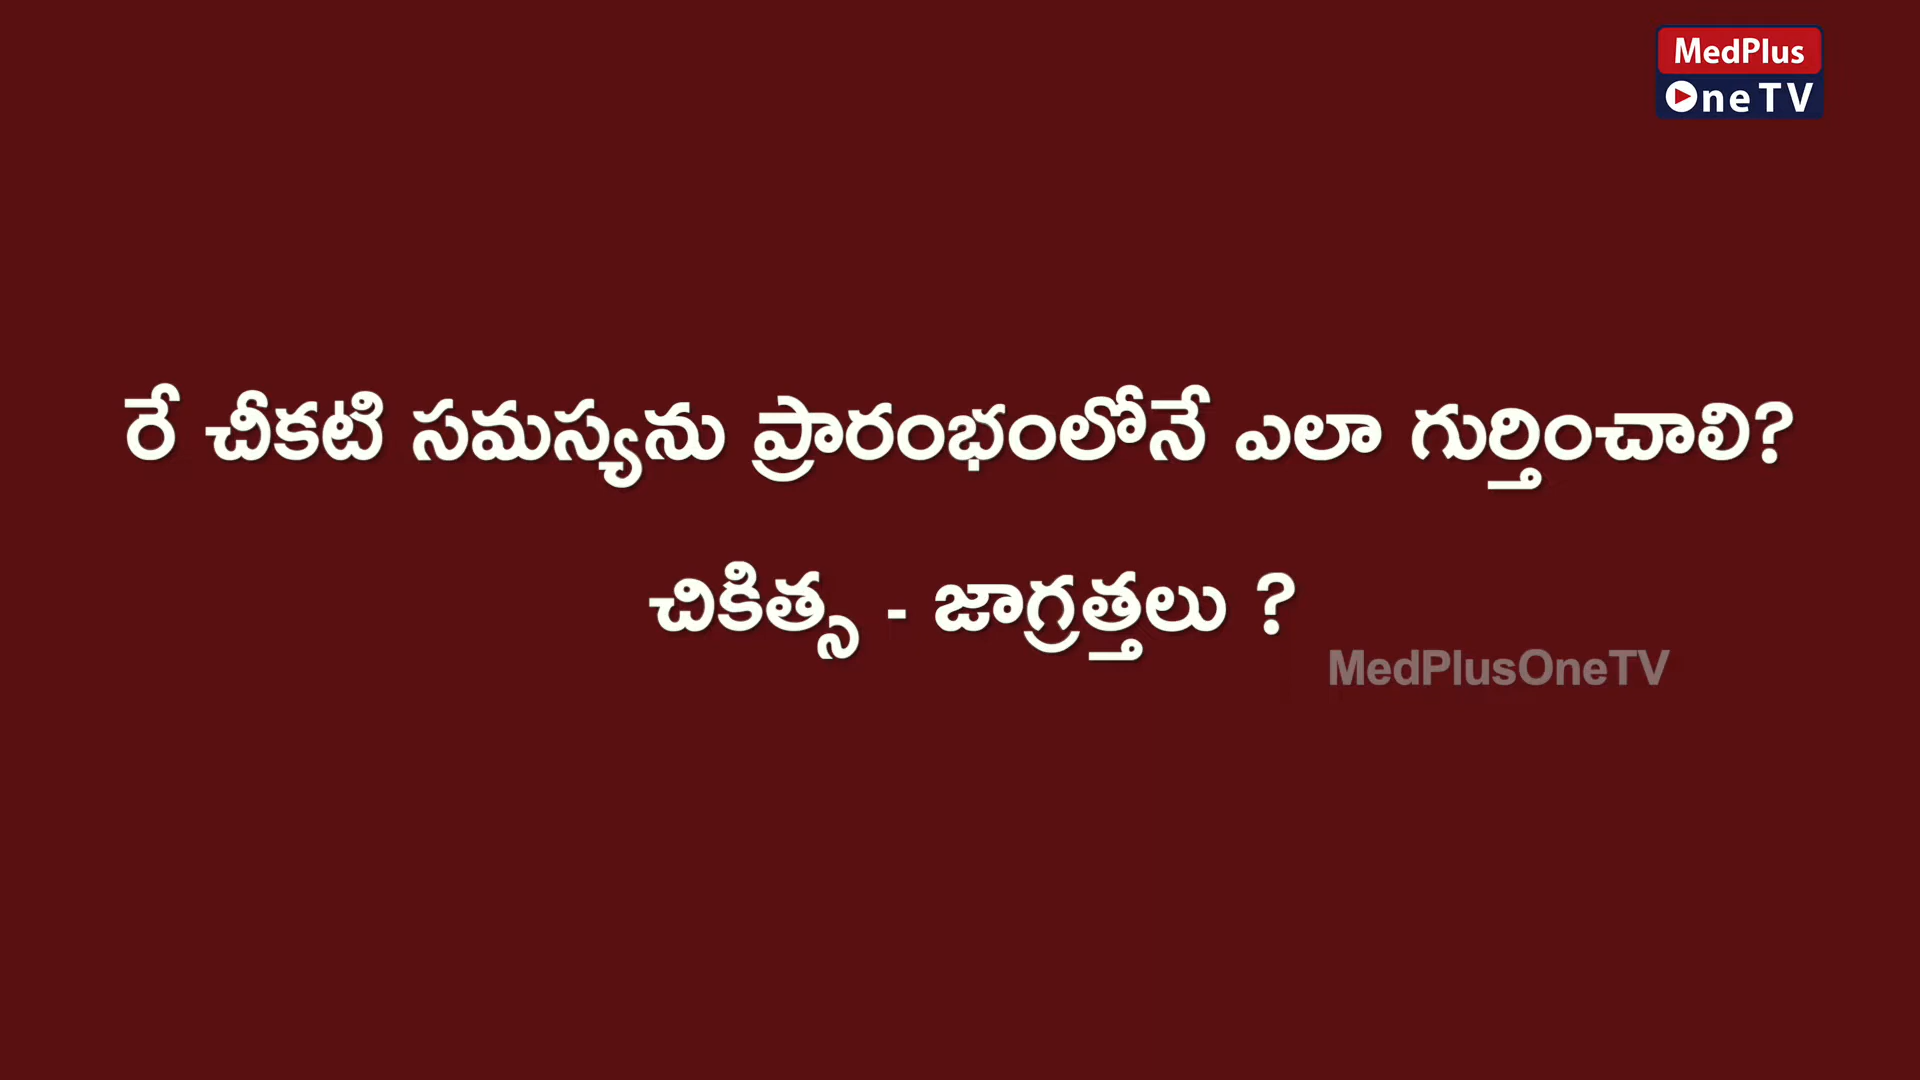 MedPlus
One TV
రే చీకటి సమస్యను ప్రారంభంలోనే ఎలా గుర్తించాలి?
చికిత్స - జాగ్రత్తలు ?
MedPlusOneTV